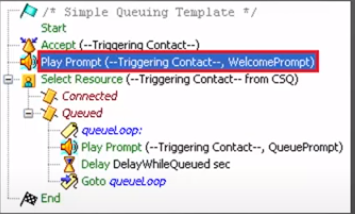 /* Simple Queuing Template */
Start
Accept (--Triggering Contact--)
Play Prompt (--Triggering Contact--, WelcomePrompt)
Select Resource (--Triggering Contact-- from CSQ)
Connected
Queued
queueLoop:
Play Prompt (--Triggering Contact--, QueuePrompt)
Delay DelayWhileQueued sec
Goto queueLoop
End